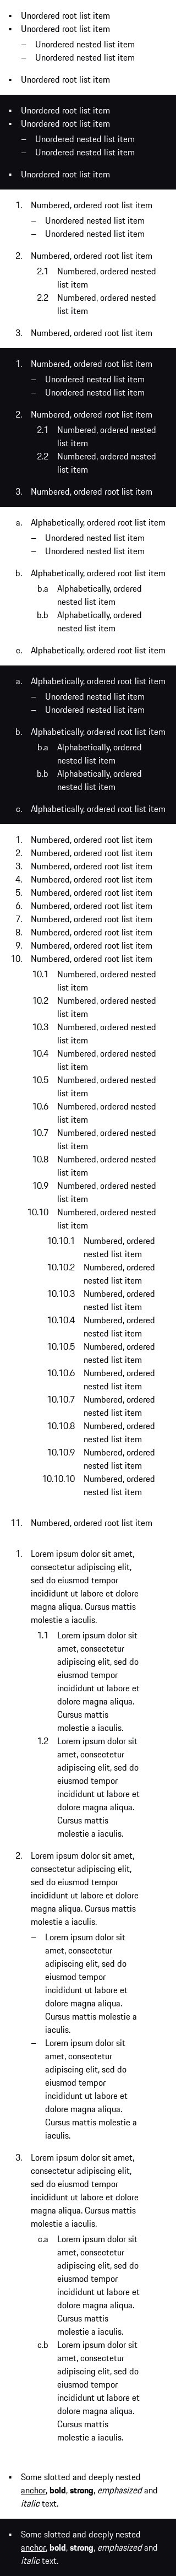 • Unordered root list item
• Unordered root list item
– Unordered nested list item
– Unordered nested list item
• Unordered root list item
• Unordered root list item
• Unordered root list item
– Unordered nested list item
– Unordered nested list item
• Unordered root list item
1. Numbered, ordered root list item
– Unordered nested list item
– Unordered nested list item
2. Numbered, ordered root list item
2.1 Numbered, ordered nested
list item
2.2 Numbered, ordered nested
list item
3. Numbered, ordered root list item
1. Numbered, ordered root list item
– Unordered nested list item
– Unordered nested list item
2. Numbered, ordered root list item
2.1 Numbered, ordered nested
list item
2.2 Numbered, ordered nested
list item
3. Numbered, ordered root list item
a. Alphabetically, ordered root list item
– Unordered nested list item
– Unordered nested list item
b. Alphabetically, ordered root list item
b.a Alphabetically, ordered
nested list item
b.b Alphabetically, ordered
nested list item
c. Alphabetically, ordered root list item
a. Alphabetically, ordered root list item
– Unordered nested list item
– Unordered nested list item
b. Alphabetically, ordered root list item
b.a Alphabetically, ordered
nested list item
b.b Alphabetically, ordered
nested list item
c. Alphabetically, ordered root list item
1. Numbered, ordered root list item
2. Numbered, ordered root list item
3. Numbered, ordered root list item
4. Numbered, ordered root list item
5. Numbered, ordered root list item
6. Numbered, ordered root list item
7. Numbered, ordered root list item
8. Numbered, ordered root list item
9. Numbered, ordered root list item
10. Numbered, ordered root list item
10.1 Numbered, ordered nested
list item
10.2 Numbered, ordered nested
list item
10.3 Numbered, ordered nested
list item
10.4 Numbered, ordered nested
list item
10.5 Numbered, ordered nested
list item
10.6 Numbered, ordered nested
list item
10.7 Numbered, ordered nested
list item
10.8 Numbered, ordered nested
list item
10.9 Numbered, ordered nested
list item
10.10 Numbered, ordered nested
list item
10.10.1 Numbered, ordered
nested list item
10.10.2 Numbered, ordered
nested list item
10.10.3 Numbered, ordered
nested list item
10.10.4 Numbered, ordered
nested list item
10.10.5 Numbered, ordered
nested list item
10.10.6 Numbered, ordered
nested list item
10.10.7 Numbered, ordered
nested list item
10.10.8 Numbered, ordered
nested list item
10.10.9 Numbered, ordered
nested list item
10.10.10 Numbered, ordered
nested list item
11. Numbered, ordered root list item
1. Lorem ipsum dolor sit amet,
consectetur adipiscing elit,
sed do eiusmod tempor
incididunt ut labore et dolore
magna aliqua. Cursus mattis
molestie a iaculis.
1.1 Lorem ipsum dolor sit
amet, consectetur
adipiscing elit, sed do
eiusmod tempor
incididunt ut labore et
dolore magna aliqua.
Cursus mattis
molestie a iaculis.
1.2 Lorem ipsum dolor sit
amet, consectetur
adipiscing elit, sed do
eiusmod tempor
incididunt ut labore et
dolore magna aliqua.
Cursus mattis
molestie a iaculis.
2. Lorem ipsum dolor sit amet,
consectetur adipiscing elit,
sed do eiusmod tempor
incididunt ut labore et dolore
magna aliqua. Cursus mattis
molestie a iaculis.
– Lorem ipsum dolor sit
amet, consectetur
adipiscing elit, sed do
eiusmod tempor
incididunt ut labore et
dolore magna aliqua.
Cursus mattis molestie a
iaculis.
– Lorem ipsum dolor sit
amet, consectetur
adipiscing elit, sed do
eiusmod tempor
incididunt ut labore et
dolore magna aliqua.
Cursus mattis molestie a
iaculis.
3. Lorem ipsum dolor sit amet,
consectetur adipiscing elit,
sed do eiusmod tempor
incididunt ut labore et dolore
magna aliqua. Cursus mattis
molestie a iaculis.
c.a Lorem ipsum dolor sit
amet, consectetur
adipiscing elit, sed do
eiusmod tempor
incididunt ut labore et
dolore magna aliqua.
Cursus mattis
molestie a iaculis.
c.b Lorem ipsum dolor sit
amet, consectetur
adipiscing elit, sed do
eiusmod tempor
incididunt ut labore et
dolore magna aliqua.
Cursus mattis
molestie a iaculis.
• Some slotted and deeply nested
anchor, bold, strong, emphasized and
italic text.
• Some slotted and deeply nested
anchor, bold, strong, emphasized and
italic text.